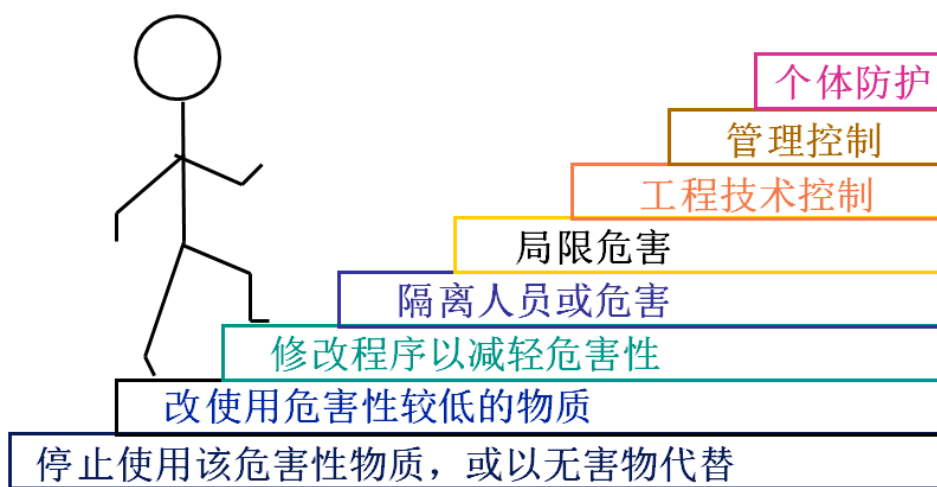 个体防护
管理控制
工程技术控制
局限危害
隔离人员或危害
修改程序以减轻危害性
改使用危害性较低的物质
停止使用该危害性物质，或以无害物代替